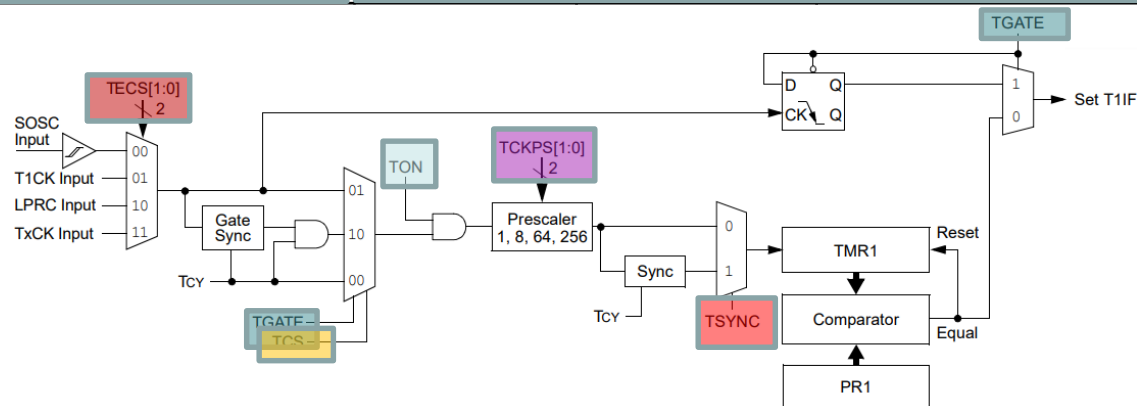 TGATE
TECS[1:0]
2
SOSC
Input
00
T1CK Input
01
LPRC Input
10
TxCK Input
11
Gate
Sync
TCY
01
10
00
TGATE
TCS
TON
TCKPS[1:0]
2
Prescaler
1, 8, 64, 256
Sync
TCY
0
1
TSYNC
D
Q
CK
Q
1
0
Set T1IF
TMR1
Reset
Comparator
Equal
PR1